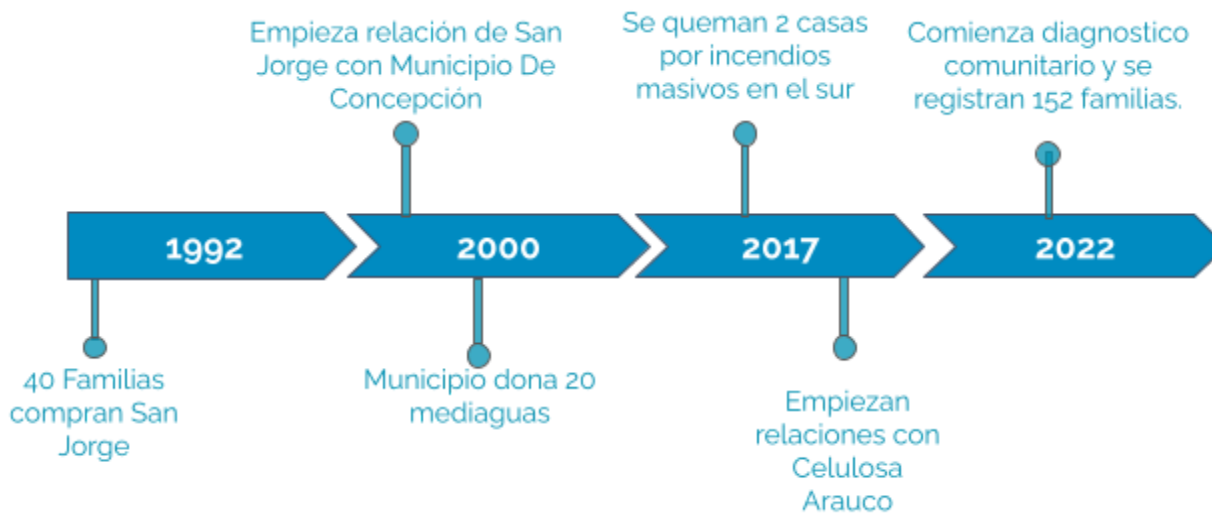 Empieza relación de San
Jorge con Municipio De
Concepción
Se queman 2 casas
por incendios
masivos en el sur
Comienza diagnostico
comunitario y se
registran 152 familias.
1992
2000
2017
2022
40 Familias
compran San
Jorge
Municipio dona 20
mediaguas
Empiezan
relaciones con
Celulosa
Arauco